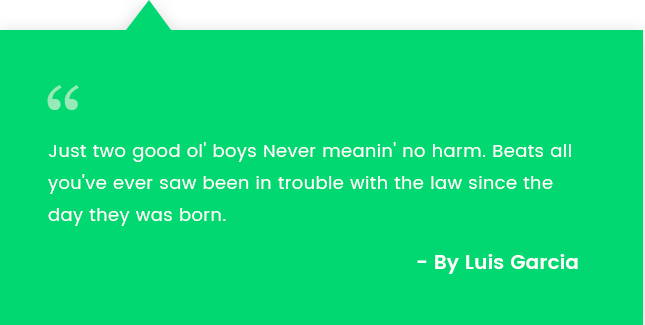 “
Just two good ol' boys Never meanin' no harm. Beats all
you've ever saw been in trouble with the law since the
day they was born.
- By Luis Garcia